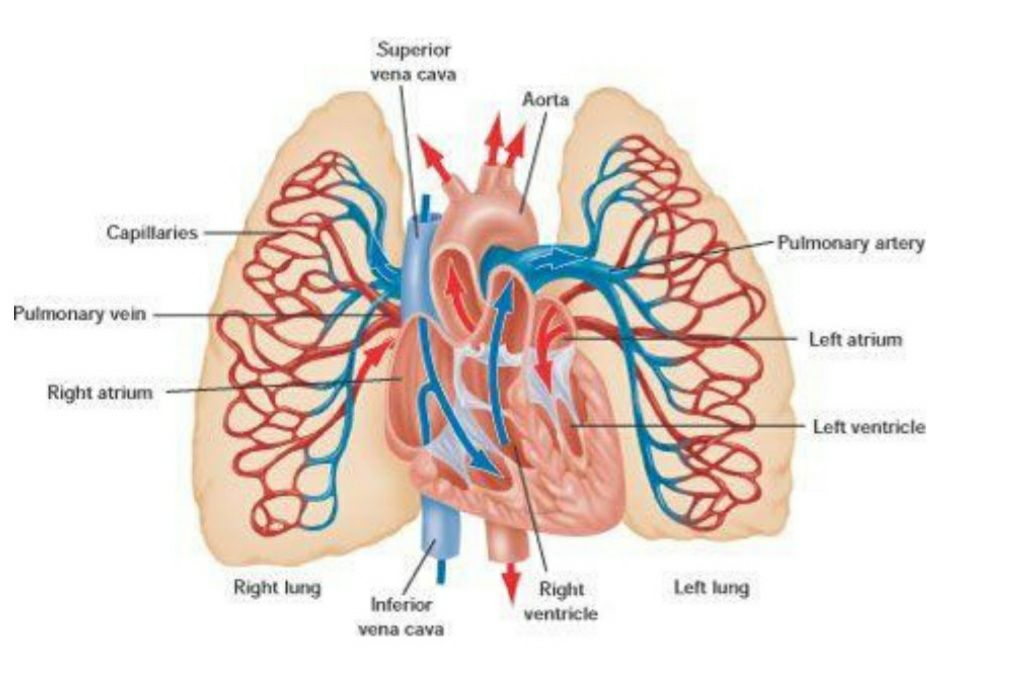 Superior
vena cava
Aorta
Capillaries
Pulmonary artery
Pulmonary vein
Left atrium
Right atrium
Left ventricle
Right lung
Left lung
Inferior
vena cava
Right
ventricle